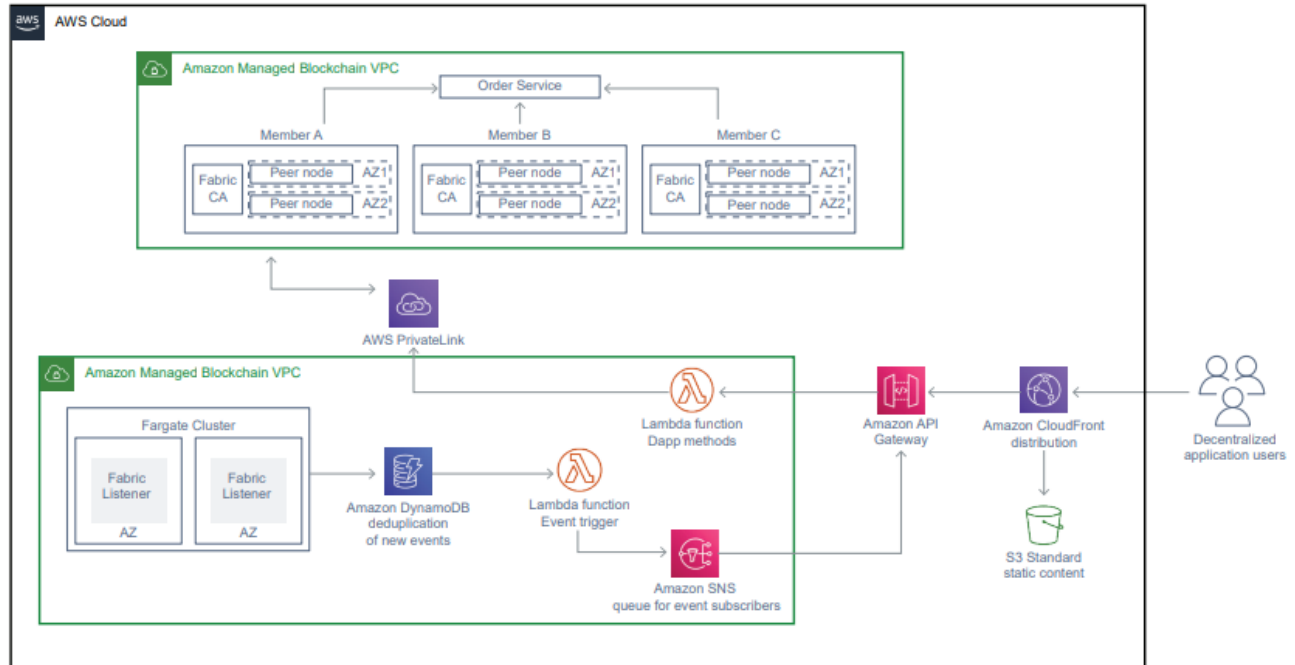 aws
AWS Cloud
Amazon Managed Blockchain VPC
Order Service
Member A
Member B
Member C
Fabric
CA
Peer node
AZ1
Peer node
AZ2
Fabric
CA
Peer node
AZ1
Peer node
AZ2
Fabric
CA
Peer node
AZ1
Peer node
AZ2
AWS PrivateLink
Amazon Managed Blockchain VPC
Fargate Cluster
Fabric
Listener
AZ
Fabric
Listener
AZ
Amazon DynamoDB
deduplication
of new events
Lambda function
Event trigger
Lambda function
Dapp methods
Amazon SNS
queue for event subscribers
Amazon API
Gateway
Amazon CloudFront
distribution
S3 Standard
static content
Decentralized
application users